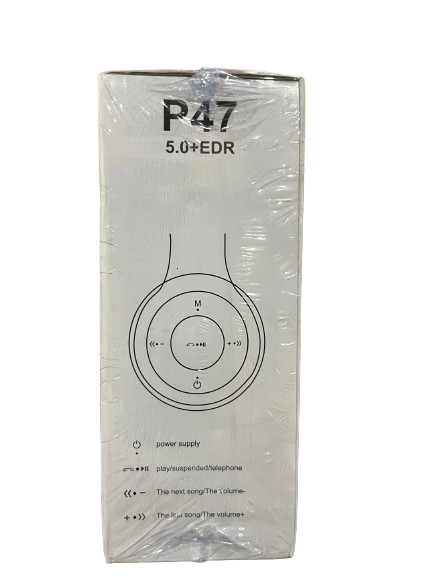 P47
5.0+EDR
M
power supply
play/suspended/telephone
The next song/The volume-
The last song/The volume+